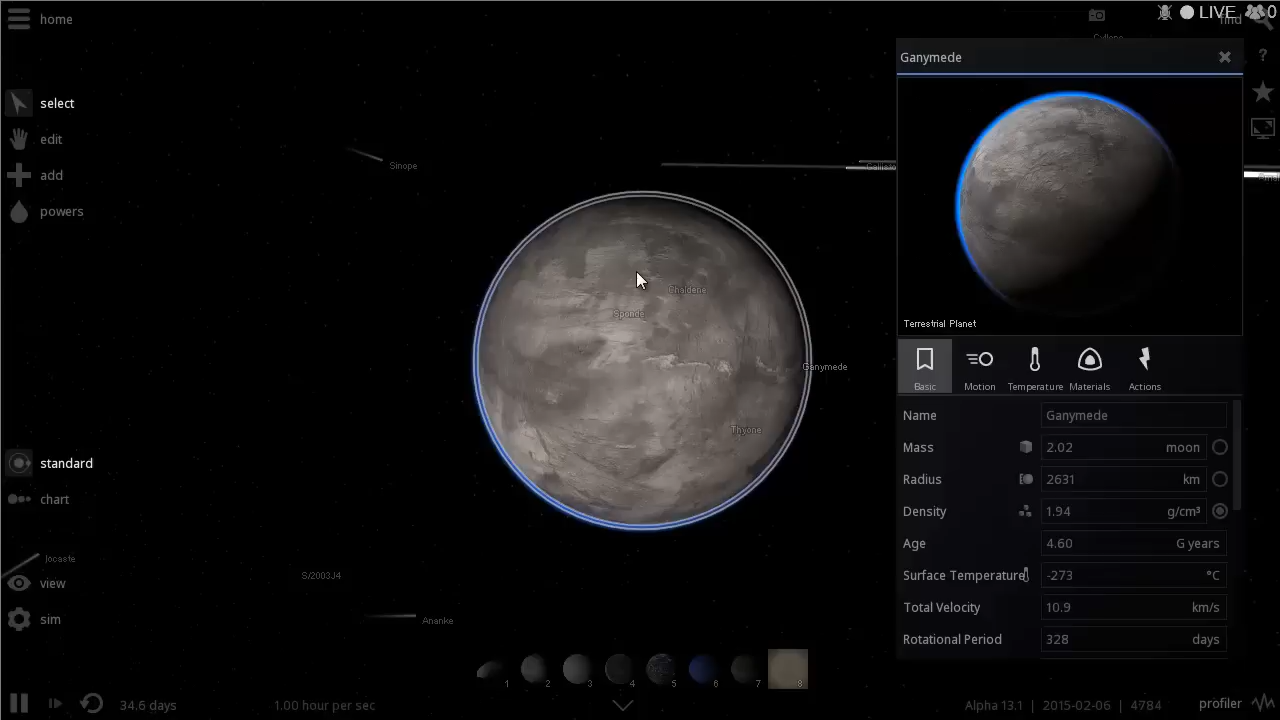 home
LIVE 0
find
Ganymede
select
edit
add
powers
Sinope
Callisto
Chaldene
Sponde
Ganymede
Thyone
Terrestrial Planet
Basic Motion Temperature Materials Actions
Name Ganymede
Mass 2.02 moon
Radius 2631 km
Density 1.94 g/cm³
Age 4.60 G years
Surface Temperature -273 °C
Total Velocity 10.9 km/s
Rotational Period 328 days
standard
chart
Iocaste
S/2003J4
view
sim
Ananke
1 2 3 4 5 6 7 8
34.6 days 1.00 hour per sec Alpha 13.1 | 2015-02-06 | 4784 profiler